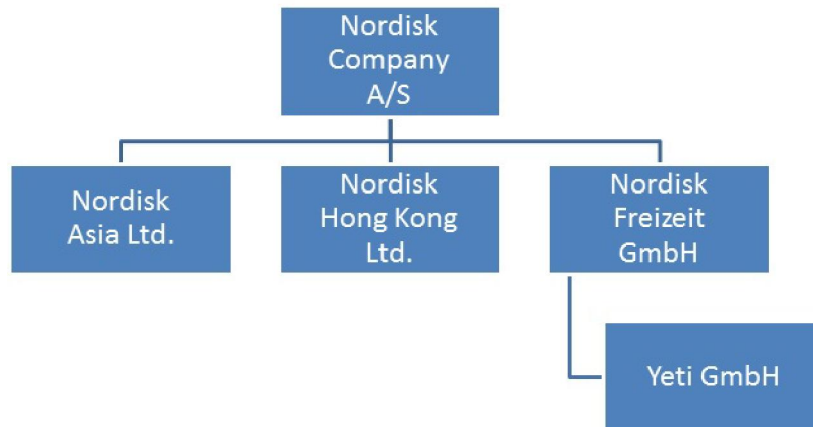 Nordisk
Company
A/S
Nordisk
Asia Ltd.
Nordisk
Hong Kong
Ltd.
Nordisk
Freizeit
GmbH
Yeti GmbH